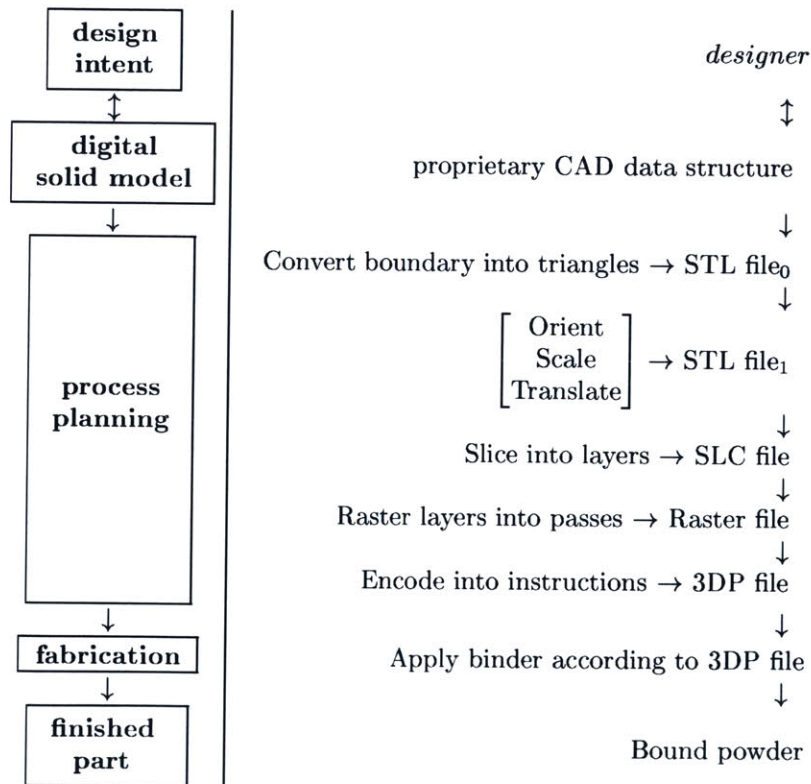 design
intent
designer
↕
↕
digital
solid model
proprietary CAD data structure
↓
↓
process
planning
Convert boundary into triangles → STL file₀
↓
Orient
Scale
Translate
→ STL file₁
↓
Slice into layers → SLC file
↓
Raster layers into passes → Raster file
↓
Encode into instructions → 3DP file
↓
↓
fabrication
Apply binder according to 3DP file
↓
↓
finished
part
Bound powder